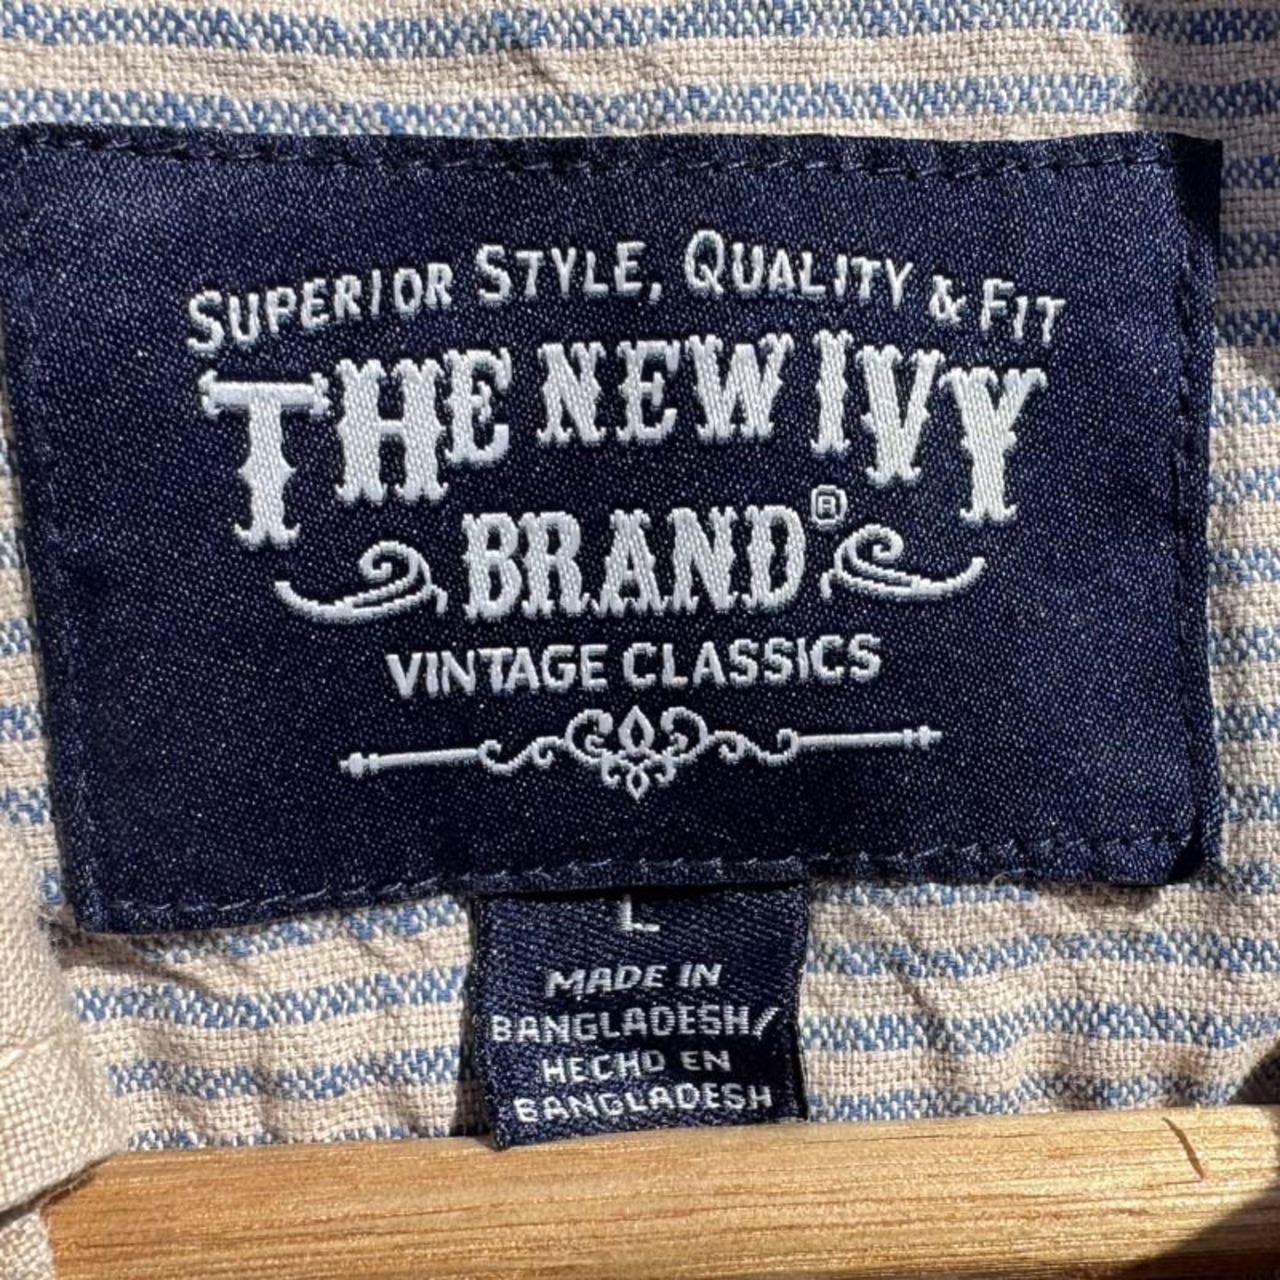 SUPERIOR STYLE, QUALITY & FIT
THE NEW IVY
BRAND®
VINTAGE CLASSICS
L
MADE IN
BANGLADESH/
HECHO EN
BANGLADESH